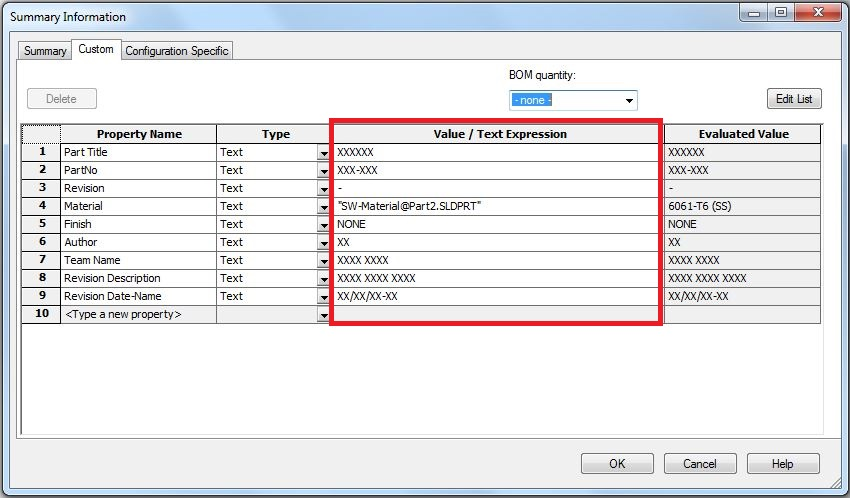 Summary Information
Summary Custom Configuration Specific
BOM quantity:
Delete - none - Edit List
Property Name Type Value / Text Expression Evaluated Value
1 Part Title Text XXXXXX XXXXXX
2 PartNo Text XXX-XXX XXX-XXX
3 Revision Text - -
4 Material Text "SW-Material@Part2.SLDPRT" 6061-T6 (SS)
5 Finish Text NONE NONE
6 Author Text XX XX
7 Team Name Text XXXX XXXX XXXX XXXX
8 Revision Description Text XXXX XXXX XXXX XXXX XXXX XXXX
9 Revision Date-Name Text XX/XX/XX-XX XX/XX/XX-XX
10 <Type a new property>
OK Cancel Help